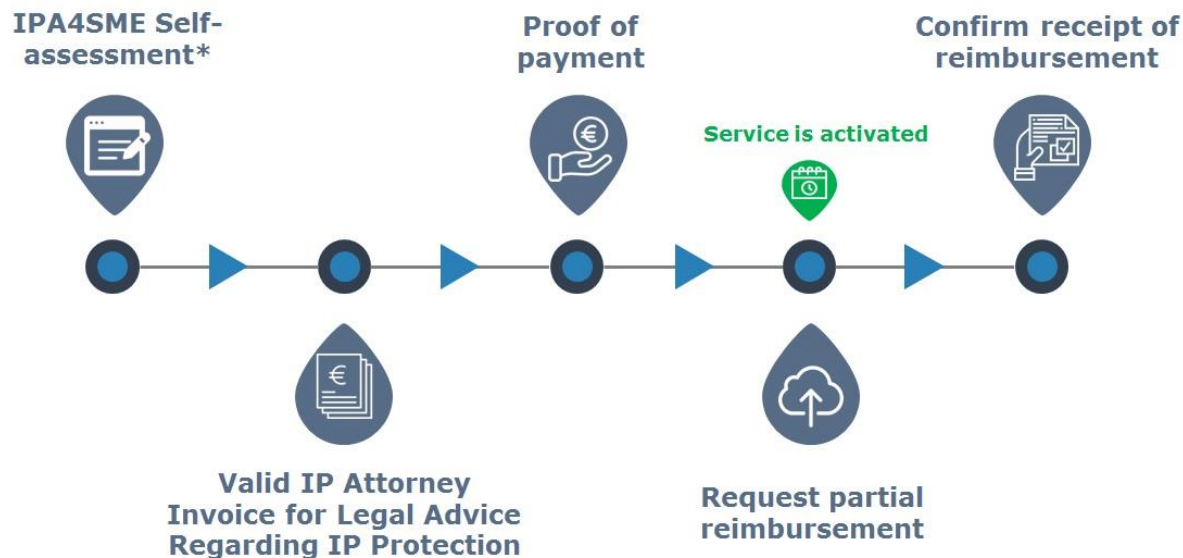 IPA4SME Self-
assessment*
Proof of
payment
Confirm receipt of
reimbursement
Service is activated
€
€
Valid IP Attorney
Invoice for Legal Advice
Regarding IP Protection
Request partial
reimbursement